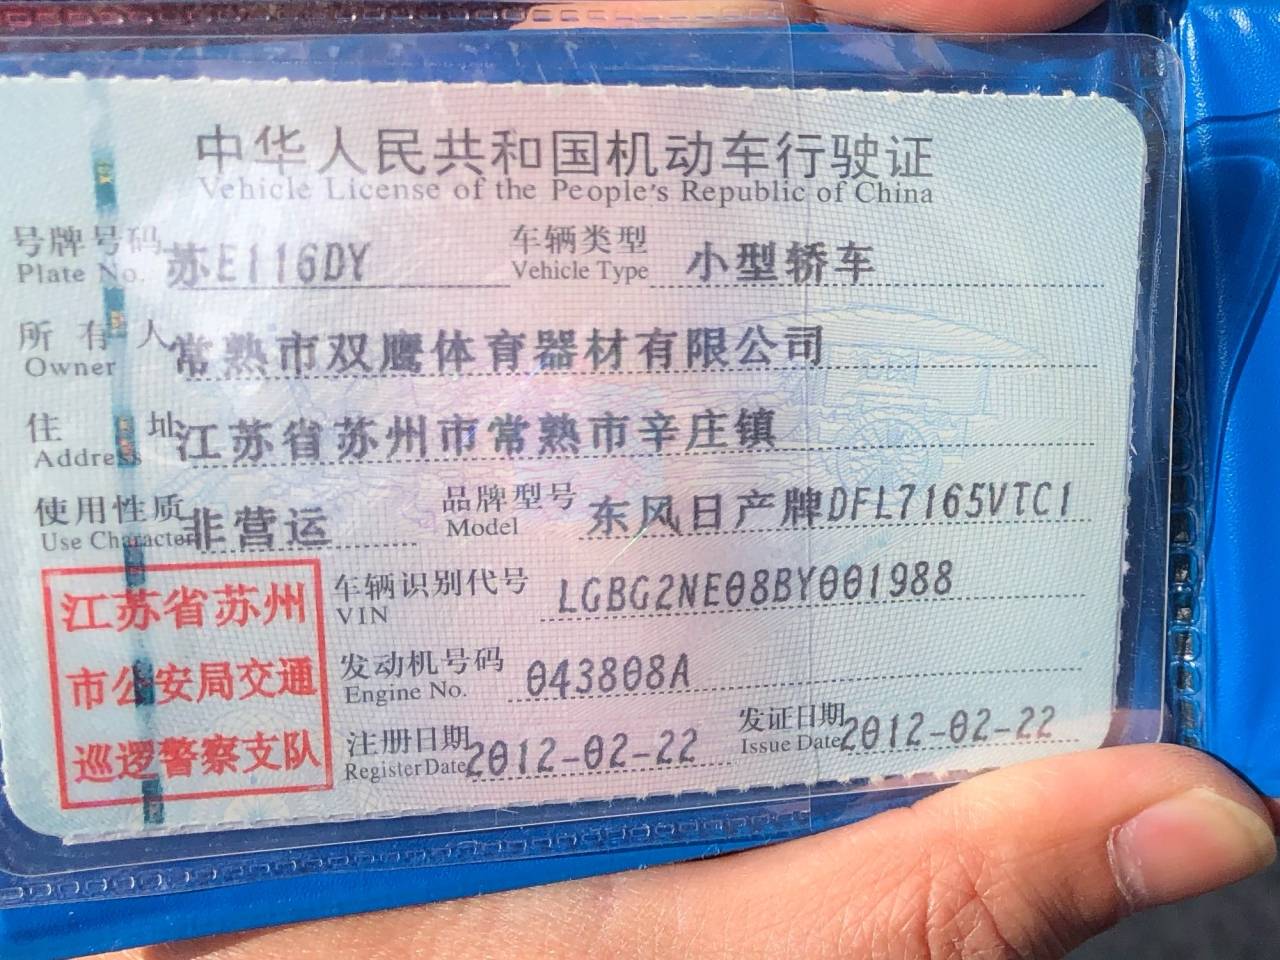 中华人民共和国机动车行驶证
Vehicle License of the People's Republic of China
号牌号码 苏E116DY 车辆类型 小型轿车
Plate No. Vehicle Type
所有人 常熟市双鹰体育器材有限公司
Owner
住址 江苏省苏州市常熟市辛庄镇
Address
使用性质 非营运 品牌型号 东风日产牌DFL7165VTC1
Use Character Model
江苏省苏州
市公安局交通
巡逻警察支队
车辆识别代号 LGBG2NE08BY001988
VIN
发动机号码 043808A
Engine No.
注册日期 2012-02-22 发证日期 2012-02-22
Register Date Issue Date